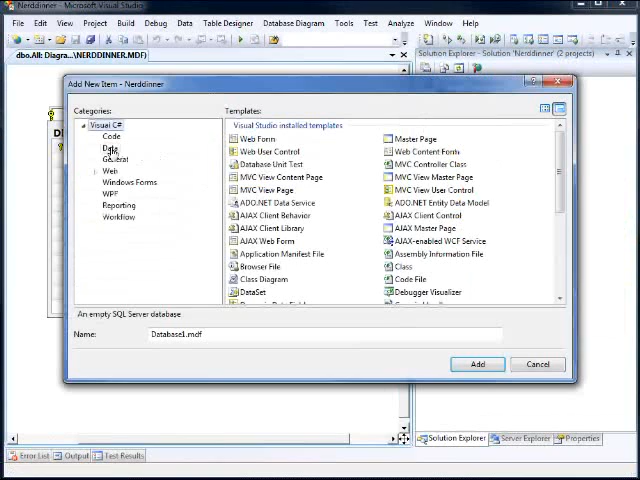 Nerddinner - Microsoft Visual Studio
File Edit View Project Build Debug Data Table Designer Database Diagram Tools Test Analyze Window Help
dbo.All: Diagra...\NERDDINNER.MDF)
Solution Explorer - Solution 'Nerddinner' (2 projects)
Add New Item - Nerddinner
Categories:
Templates:
Visual C#
Code
Data
General
Web
Windows Forms
WPF
Reporting
Workflow
Visual Studio installed templates
Web Form
Master Page
Web User Control
Web Content Form
Database Unit Test
MVC Controller Class
MVC View Content Page
MVC View Master Page
MVC View Page
MVC View User Control
ADO.NET Data Service
ADO.NET Entity Data Model
AJAX Client Behavior
AJAX Client Control
AJAX Client Library
AJAX Master Page
AJAX Web Form
AJAX-enabled WCF Service
Application Manifest File
Assembly Information File
Browser File
Class
Class Diagram
Code File
DataSet
Debugger Visualizer
An empty SQL Server database
Name:
Database1.mdf
Add
Cancel
Solution Explorer
Server Explorer
Properties
Error List
Output
Test Results